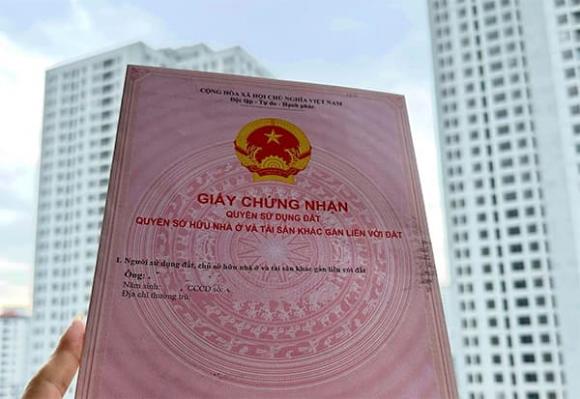 CỘNG HÒA XÃ HỘI CHỦ NGHĨA VIỆT NAM
Độc lập - Tự do - Hạnh phúc
GIẤY CHỨNG NHẬN
QUYỀN SỬ DỤNG ĐẤT
QUYỀN SỞ HỮU NHÀ Ở VÀ TÀI SẢN KHÁC GẮN LIỀN VỚI ĐẤT
I. Người sử dụng đất, chủ sở hữu nhà ở và tài sản khác gắn liền với đất
Ông:
Năm sinh: , CCCD số:
Địa chỉ thường trú: